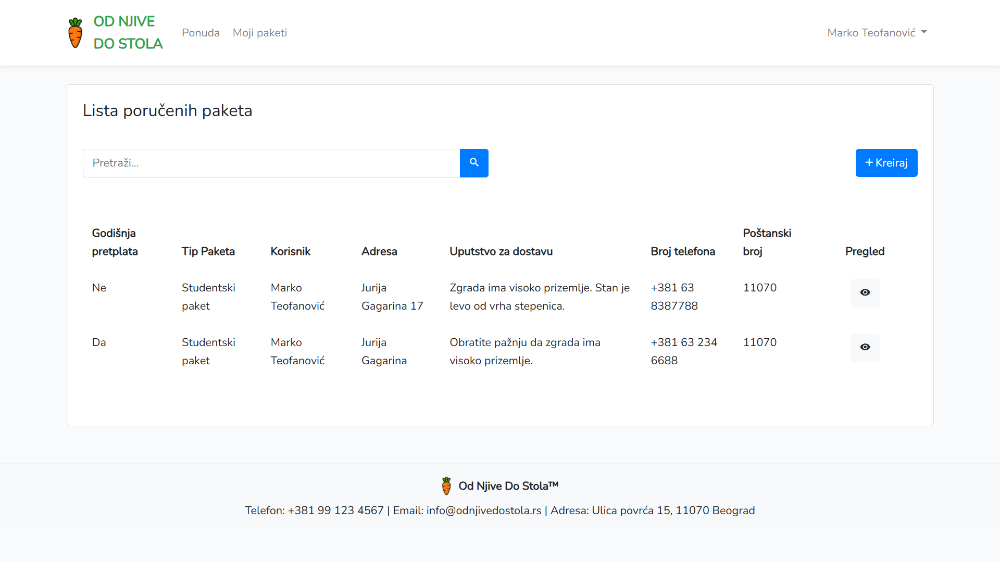 OD NJIVE
DO STOLA
Ponuda
Moji paketi
Marko Teofanović
Lista poručenih paketa
Pretraži...
Kreiraj
Godišnja
pretplata
Tip Paketa
Korisnik
Adresa
Uputstvo za dostavu
Broj telefona
Poštanski
broj
Pregled
Ne
Studentski
paket
Marko
Teofanović
Jurija
Gagarina 17
Zgrada ima visoko prizemlje. Stan je
levo od vrha stepenica.
+381 63
8387788
11070
Da
Studentski
paket
Marko
Teofanović
Jurija
Gagarina
Obratite pažnju da zgrada ima
visoko prizemlje.
+381 63 234
6688
11070
Od Njive Do Stola™
Telefon: +381 99 123 4567 | Email: info@odnjivedostola.rs | Adresa: Ulica povrća 15, 11070 Beograd